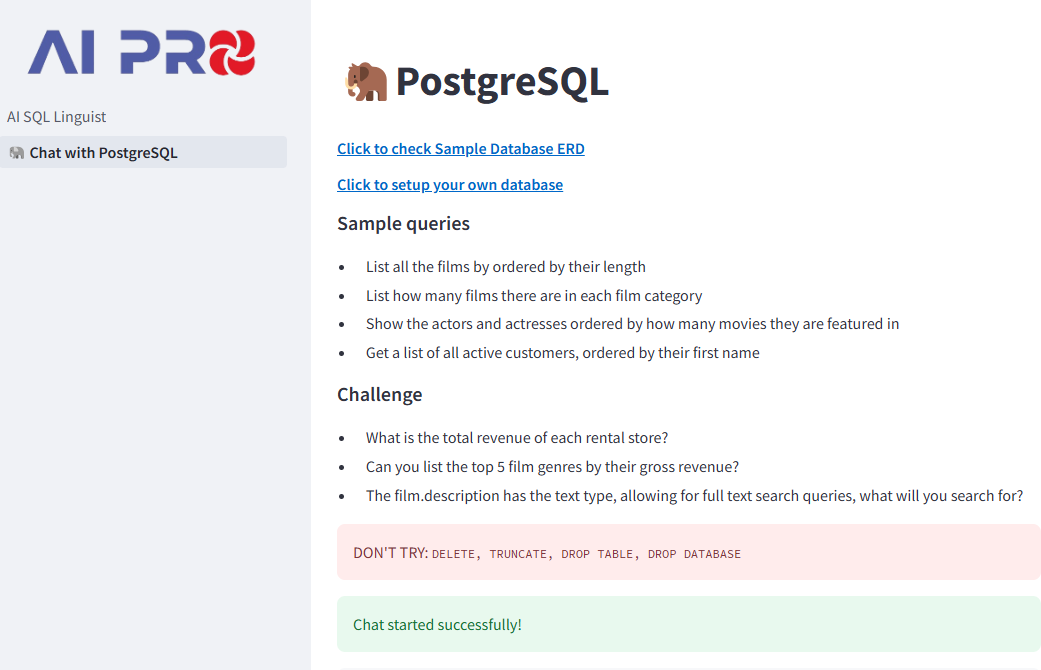 AI PRO
AI SQL Linguist
Chat with PostgreSQL
PostgreSQL
Click to check Sample Database ERD
Click to setup your own database
Sample queries
List all the films by ordered by their length
List how many films there are in each film category
Show the actors and actresses ordered by how many movies they are featured in
Get a list of all active customers, ordered by their first name
Challenge
What is the total revenue of each rental store?
Can you list the top 5 film genres by their gross revenue?
The film.description has the text type, allowing for full text search queries, what will you search for?
DON'T TRY: DELETE, TRUNCATE, DROP TABLE, DROP DATABASE
Chat started successfully!